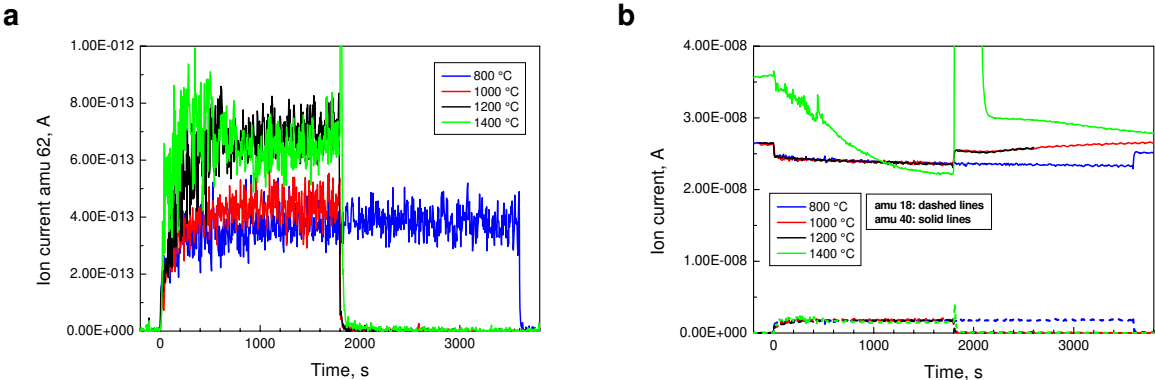 a
Ion current amu 62, A
1.00E-012
8.00E-013
6.00E-013
4.00E-013
2.00E-013
0.00E+000
800 °C
1000 °C
1200 °C
1400 °C
0
1000
2000
3000
Time, s
b
Ion current, A
4.00E-008
3.00E-008
2.00E-008
1.00E-008
0.00E+000
800 °C
1000 °C
1200 °C
1400 °C
amu 18: dashed lines
amu 40: solid lines
0
1000
2000
3000
Time, s